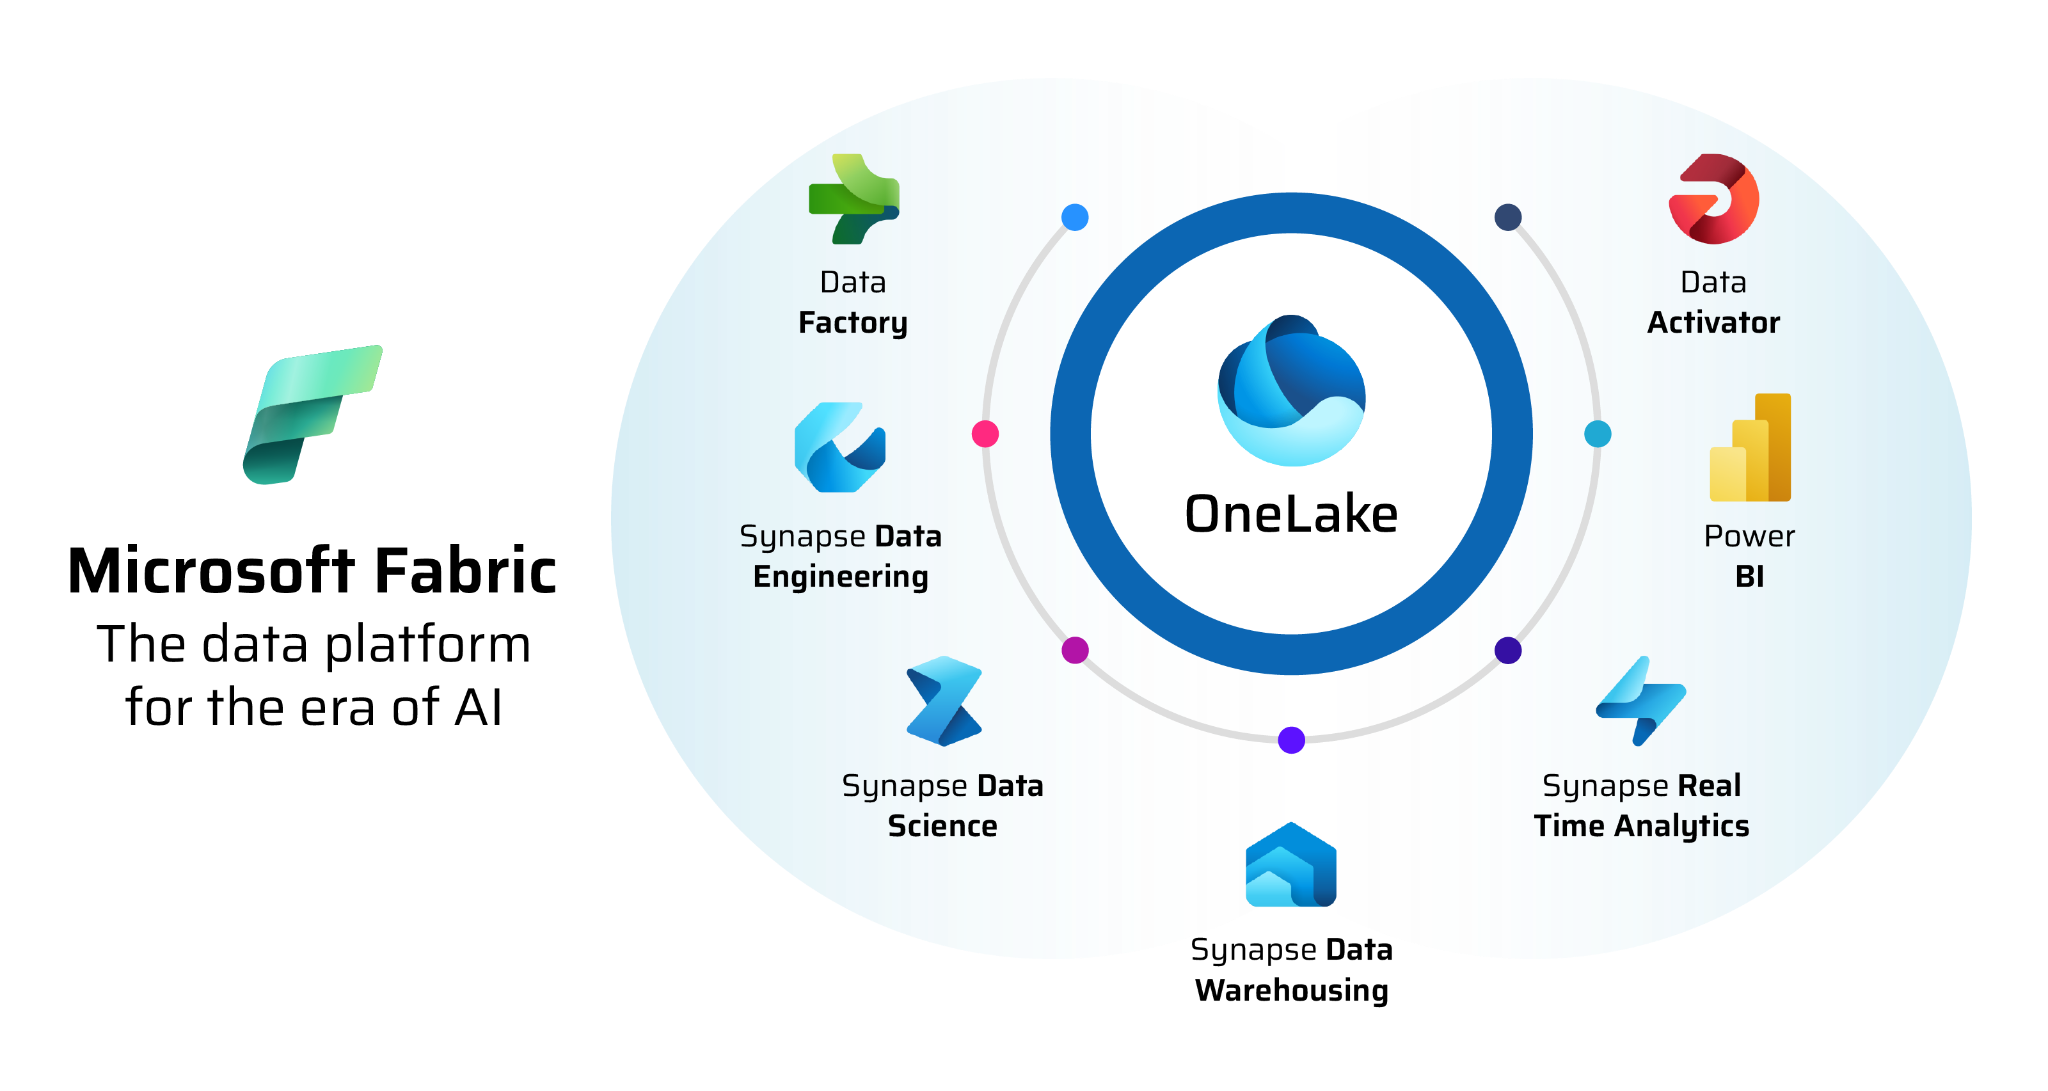 Microsoft Fabric
The data platform
for the era of AI
Data
Factory
Synapse Data
Engineering
Synapse Data
Science
Synapse Data
Warehousing
Synapse Real
Time Analytics
Power
BI
Data
Activator
OneLake